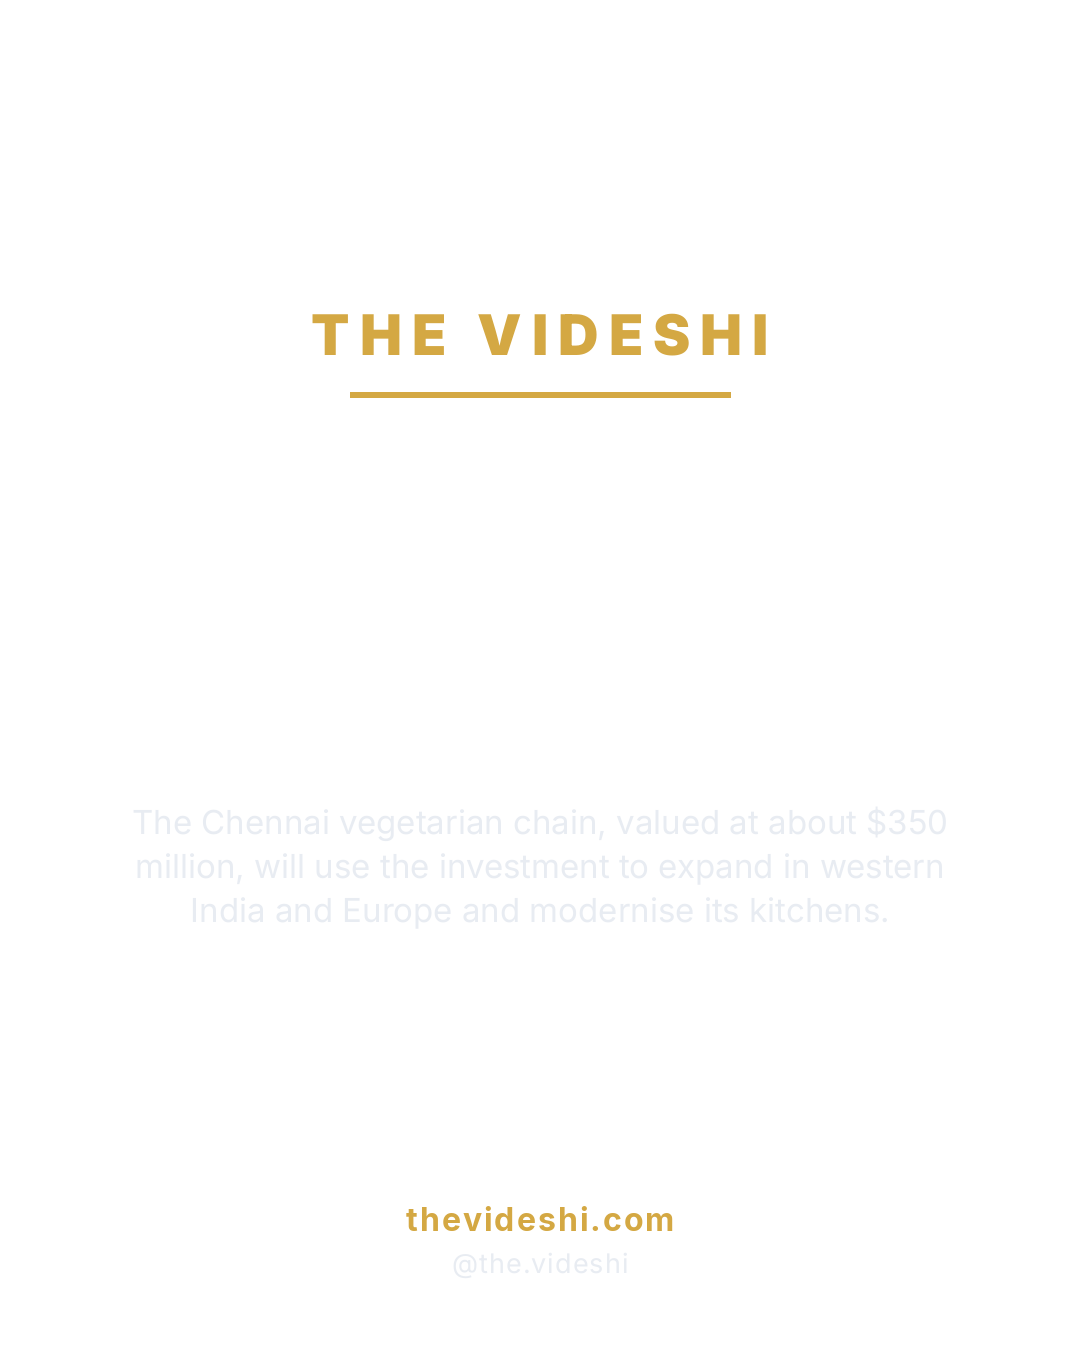 THE VIDESHI
The Chennai vegetarian chain, valued at about $350
million, will use the investment to expand in western
India and Europe and modernise its kitchens.
thevideshi.com
@the.videshi